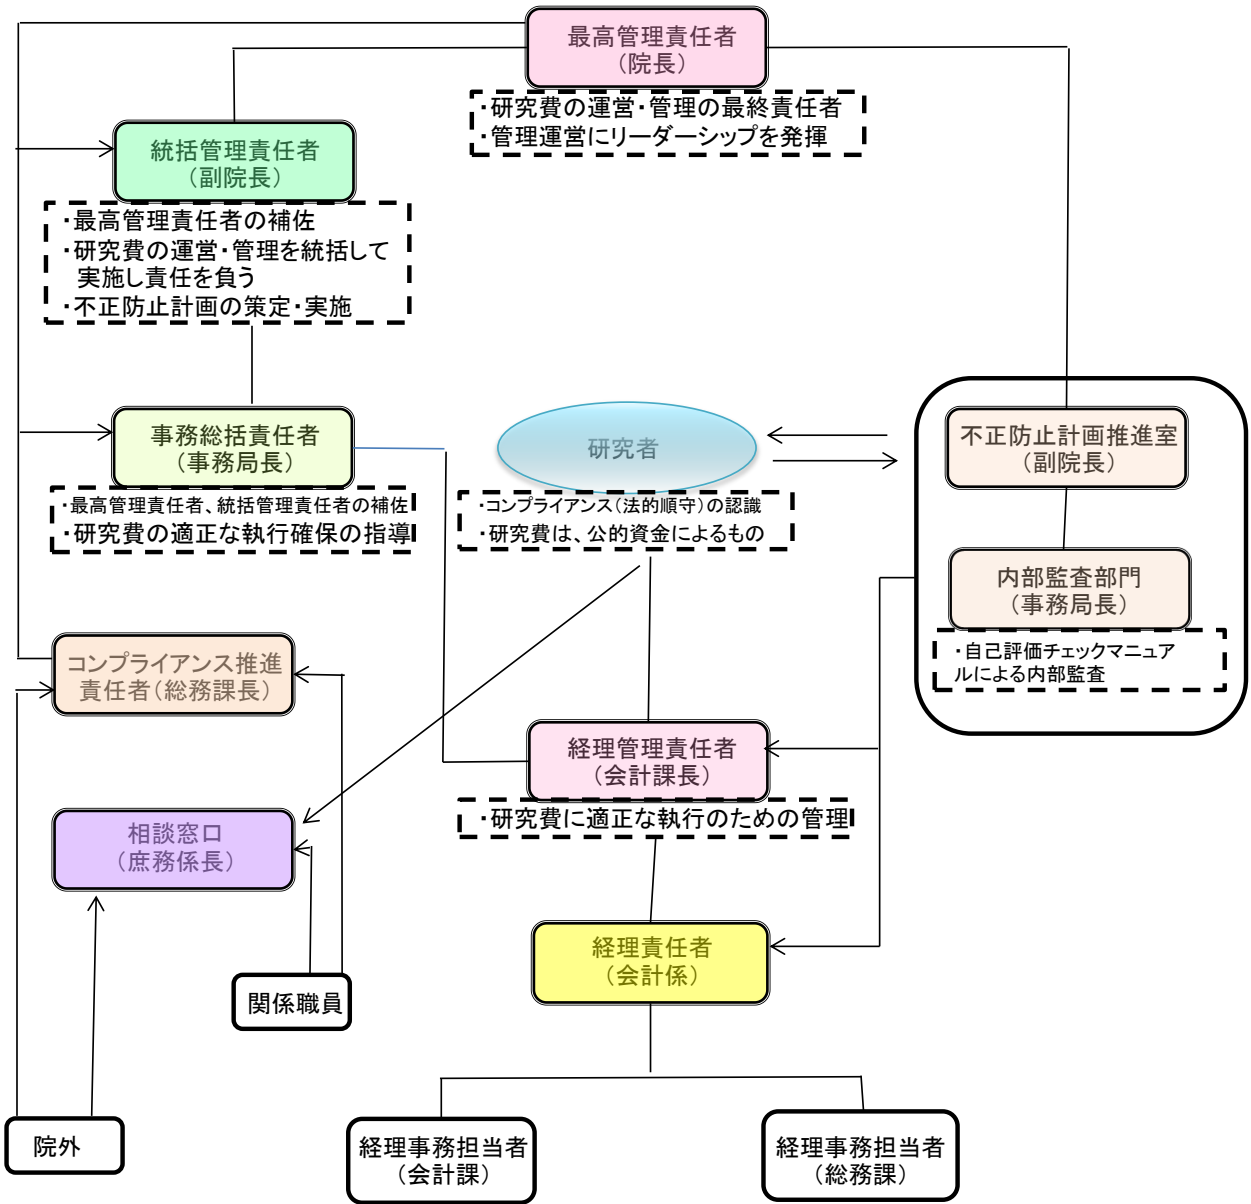 最高管理責任者
（院長）
・研究費の運営・管理の最終責任者
・管理運営にリーダーシップを発揮
統括管理責任者
（副院長）
・最高管理責任者の補佐
・研究費の運営・管理を統括して
実施し責任を負う
・不正防止計画の策定・実施
事務総括責任者
（事務局長）
・最高管理責任者、統括管理責任者の補佐
・研究費の適正な執行確保の指導
研究者
・コンプライアンス（法的順守）の認識
・研究費は、公的資金によるもの
不正防止計画推進室
（副院長）
内部監査部門
（事務局長）
・自己評価チェックマニュア
ルによる内部監査
コンプライアンス推進
責任者（総務課長）
経理管理責任者
（会計課長）
・研究費に適正な執行のための管理
相談窓口
（庶務係長）
経理責任者
（会計係）
関係職員
院外
経理事務担当者
（会計課）
経理事務担当者
（総務課）